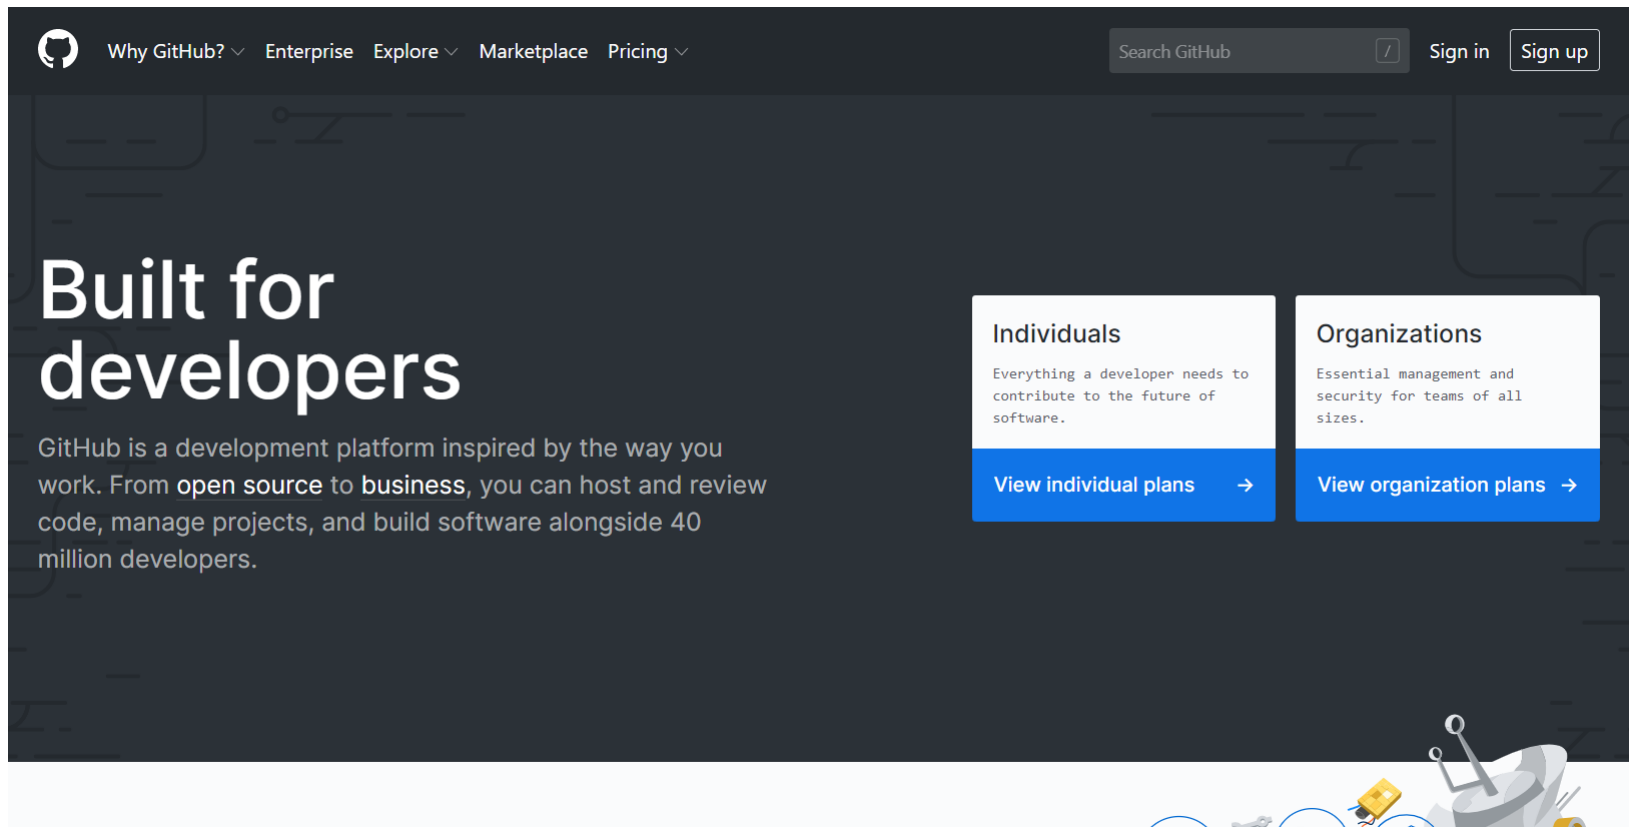 Why GitHub? Enterprise Explore Marketplace Pricing Search GitHub / Sign in Sign up
Built for
developers
GitHub is a development platform inspired by the way you
work. From open source to business, you can host and review
code, manage projects, and build software alongside 40
million developers.
Individuals
Everything a developer needs to
contribute to the future of
software.
View individual plans →
Organizations
Essential management and
security for teams of all
sizes.
View organization plans →